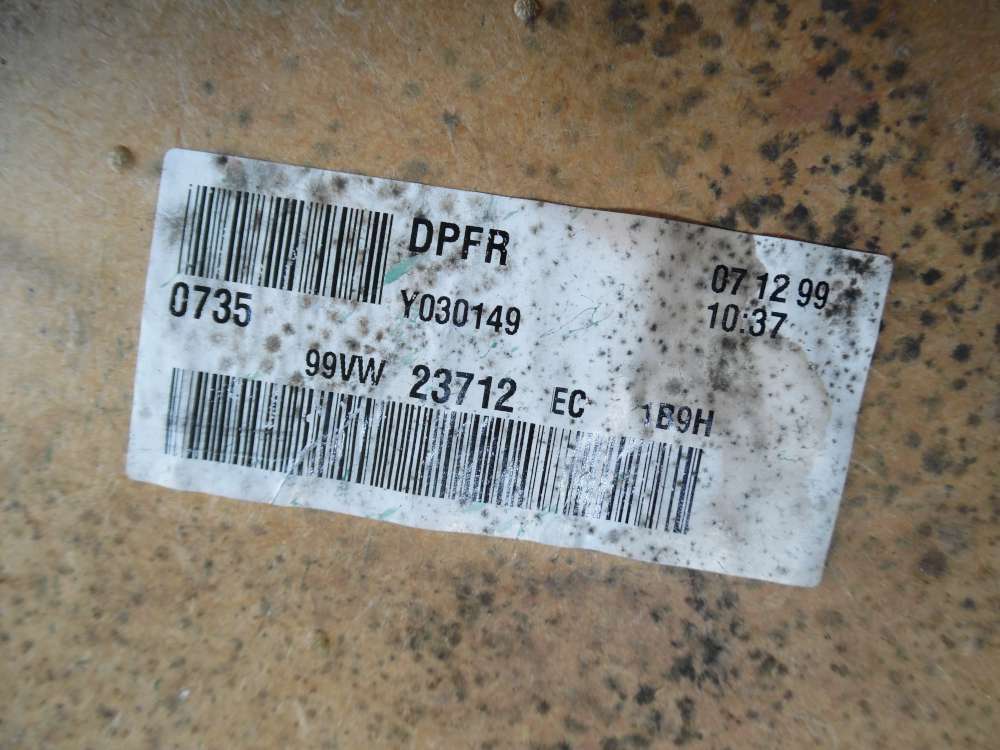 DPFR
07 12 99
0735
Y030149
10:37
99VW 23712 EC 1B9H